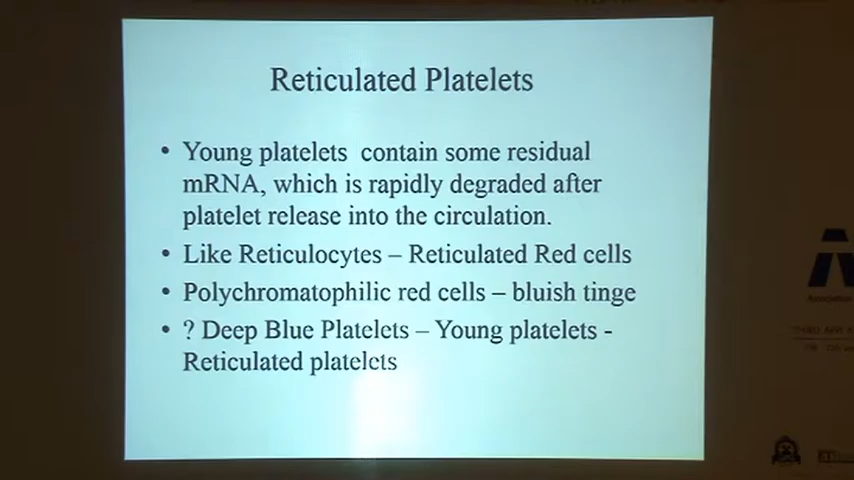 Reticulated Platelets
• Young platelets contain some residual
mRNA, which is rapidly degraded after
platelet release into the circulation.
• Like Reticulocytes – Reticulated Red cells
• Polychromatophilic red cells – bluish tinge
• ? Deep Blue Platelets – Young platelets -
Reticulated platelets
Association